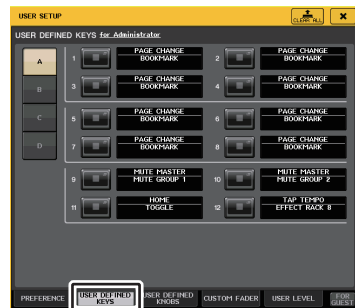 USER SETUP
CLEAR ALL
USER DEFINED KEYS for Administrator
A
B
C
D
1
PAGE CHANGE
BOOKMARK
2
PAGE CHANGE
BOOKMARK
3
PAGE CHANGE
BOOKMARK
4
PAGE CHANGE
BOOKMARK
5
PAGE CHANGE
BOOKMARK
6
PAGE CHANGE
BOOKMARK
7
PAGE CHANGE
BOOKMARK
8
PAGE CHANGE
BOOKMARK
9
MUTE MASTER
MUTE GROUP 1
10
MUTE MASTER
MUTE GROUP 2
11
HOME
TOGGLE
12
TAP TEMPO
EFFECT RACK 8
PREFERENCE
USER DEFINED
KEYS
USER DEFINED
KNOBS
CUSTOM FADER
USER LEVEL
FOR
GUEST